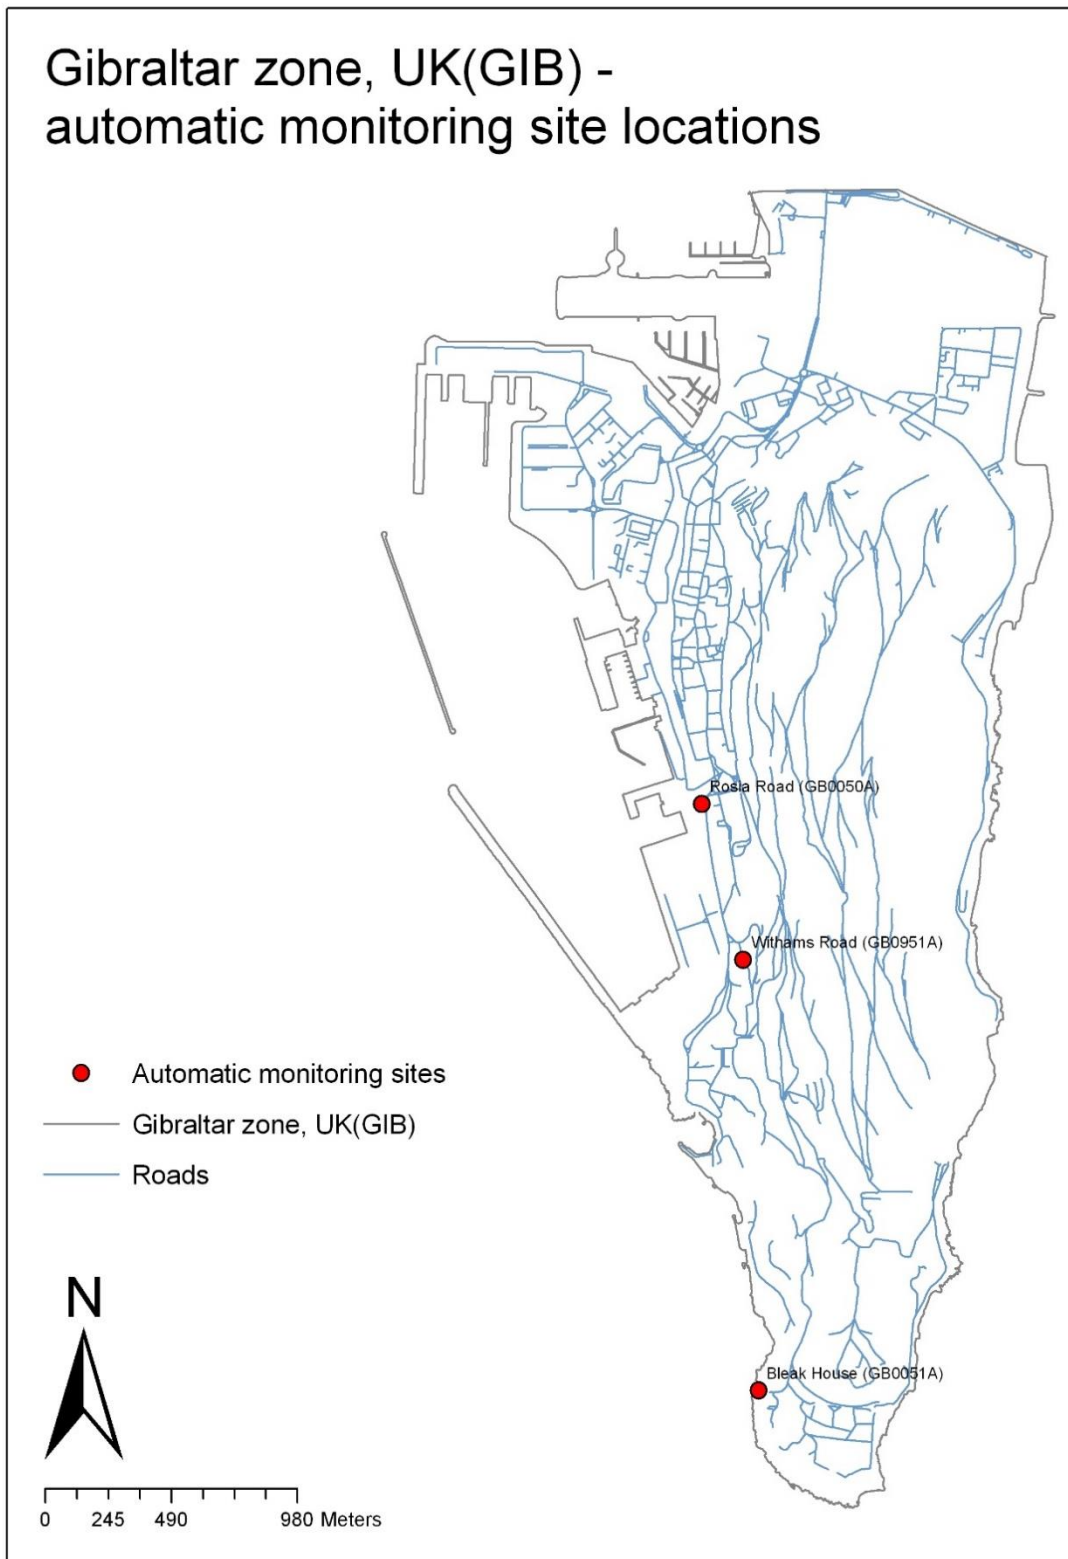 Gibraltar zone, UK(GIB) -
automatic monitoring site locations
Rosia Road (GB0050A)
Withams Road (GB0951A)
Automatic monitoring sites
Gibraltar zone, UK(GIB)
Roads
N
Bleak House (GB0051A)
0 245 490 980 Meters